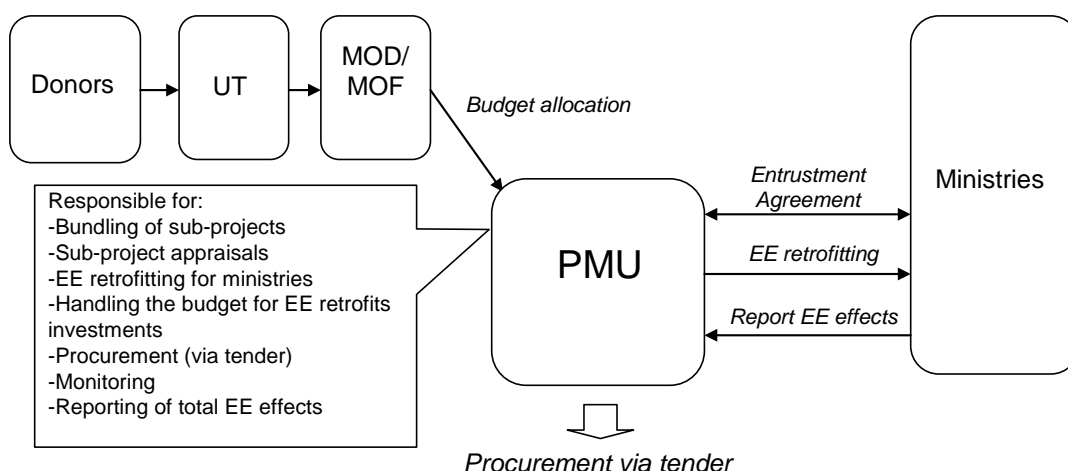 Donors
UT
MOD/
MOF
Budget allocation
Responsible for:
-Bundling of sub-projects
-Sub-project appraisals
-EE retrofitting for ministries
-Handling the budget for EE retrofits
investments
-Procurement (via tender)
-Monitoring
-Reporting of total EE effects
PMU
Entrustment
Agreement
EE retrofitting
Report EE effects
Ministries
Procurement via tender